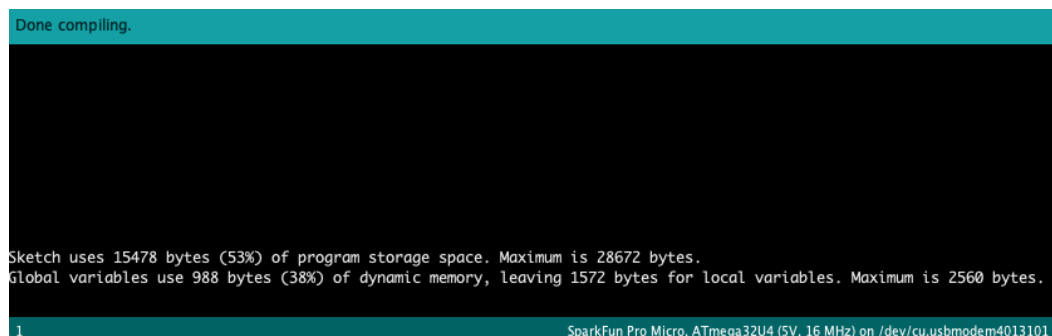 Done compiling.
Sketch uses 15478 bytes (53%) of program storage space. Maximum is 28672 bytes.
Global variables use 988 bytes (38%) of dynamic memory, leaving 1572 bytes for local variables. Maximum is 2560 bytes.
1
SparkFun Pro Micro, ATmega32U4 (5V, 16 MHz) on /dev/cu.usbmodem4013101